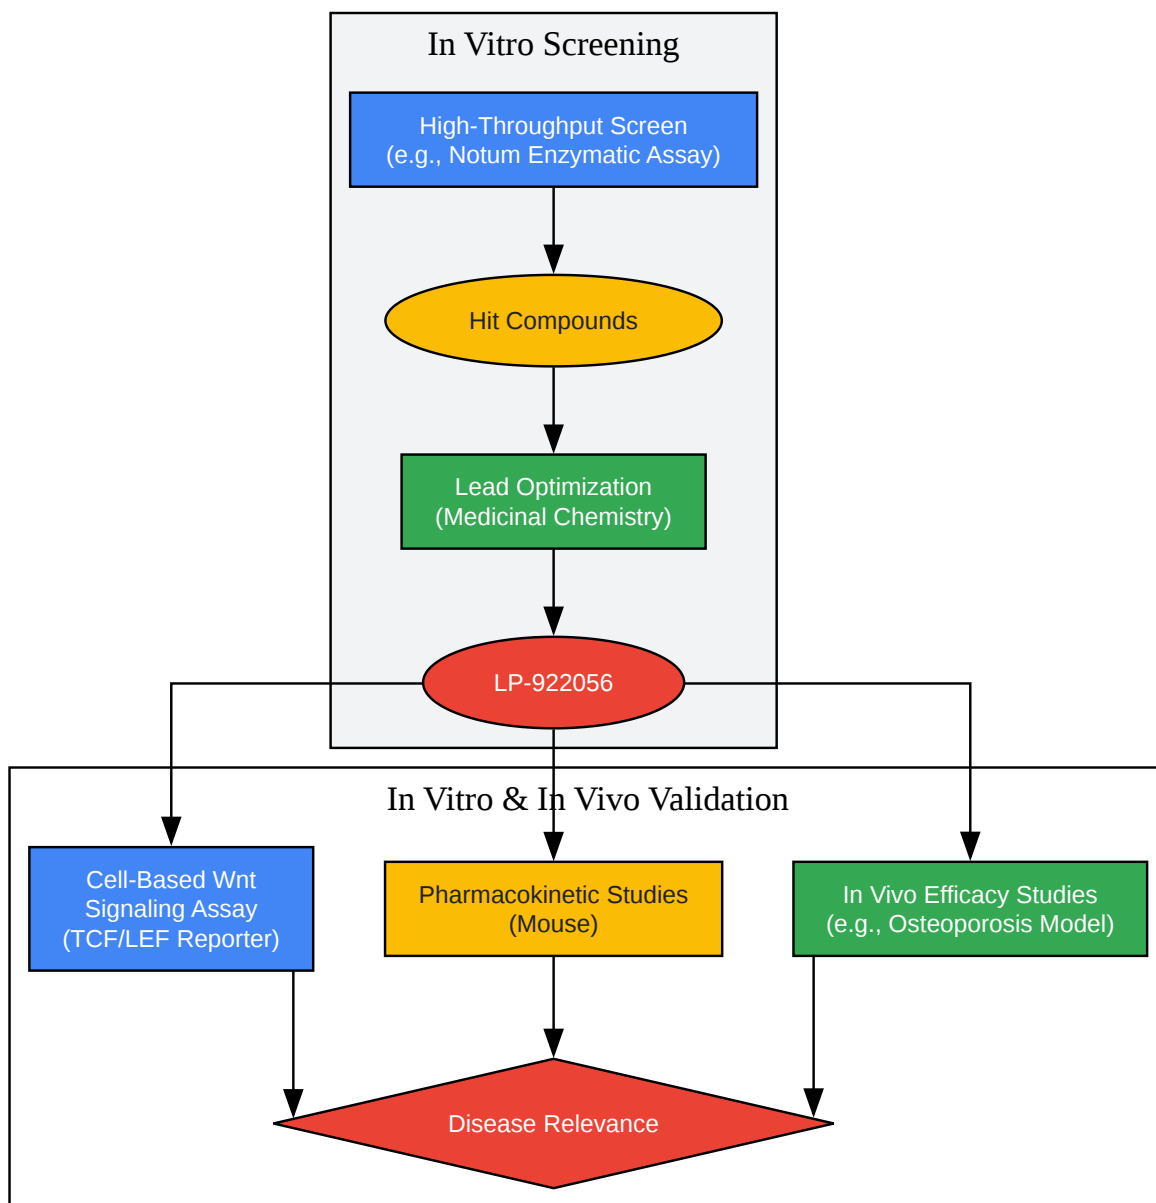 In Vitro Screening
High-Throughput Screen
(e.g., Notum Enzymatic Assay)
Hit Compounds
Lead Optimization
(Medicinal Chemistry)
LP-922056
In Vitro & In Vivo Validation
Cell-Based Wnt
Signaling Assay
(TCF/LEF Reporter)
Pharmacokinetic Studies
(Mouse)
In Vivo Efficacy Studies
(e.g., Osteoporosis Model)
Disease Relevance